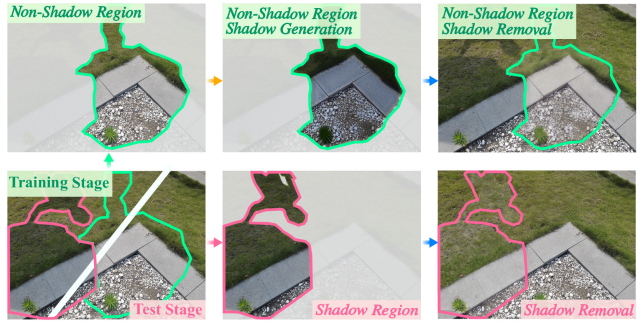 Non-Shadow Region
Non-Shadow Region
Shadow Generation
Non-Shadow Region
Shadow Removal
Training Stage
Test Stage
Shadow Region
Shadow Removal